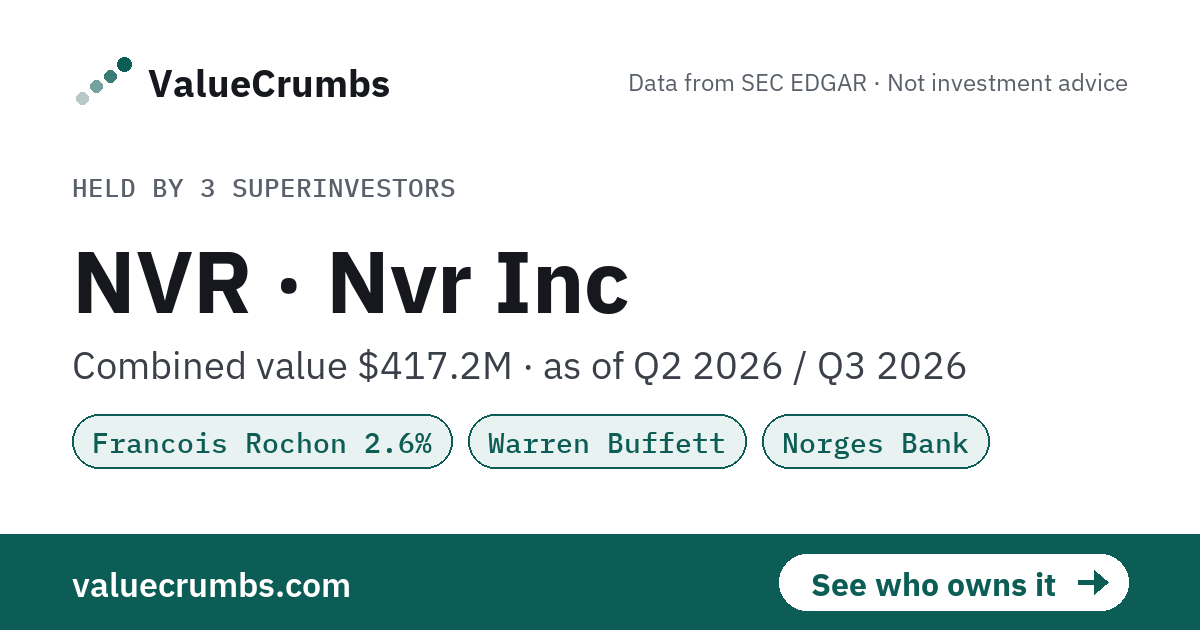 ValueCrumbs
Data from SEC EDGAR · Not investment advice
HELD BY 3 SUPERINVESTORS
NVR · Nvr Inc
Combined value $417.2M · as of Q2 2026 / Q3 2026
Francois Rochon 2.6%
Warren Buffett
Norges Bank
valuecrumbs.com
See who owns it →